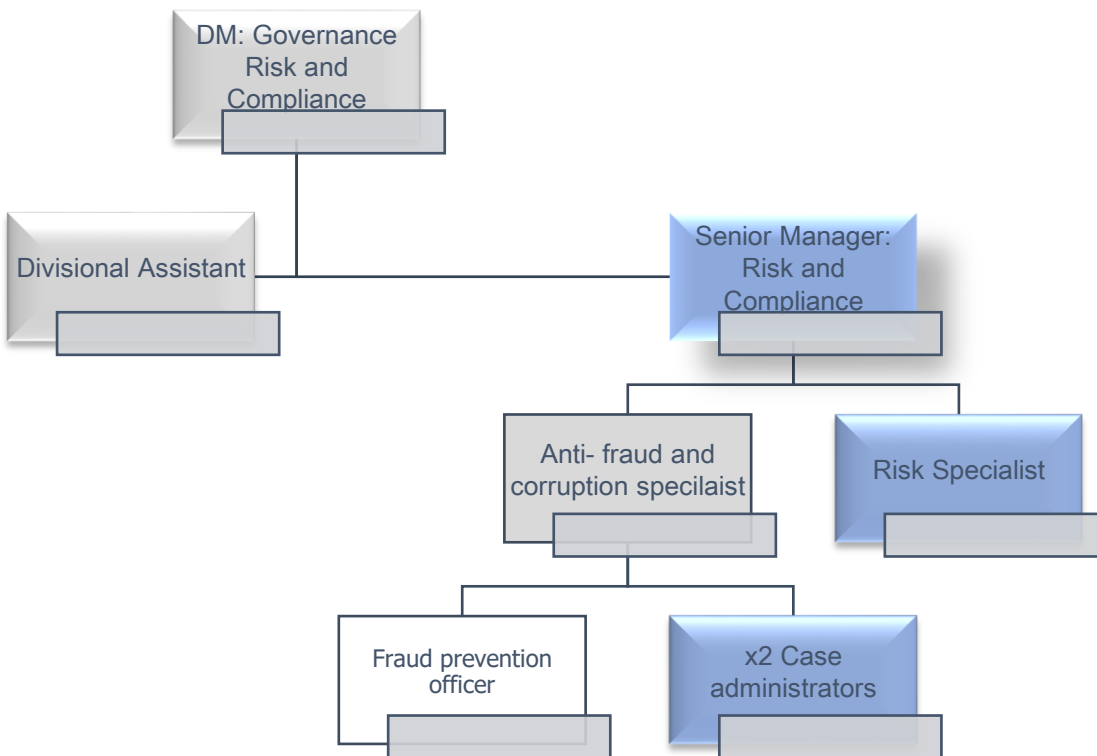 DM: Governance
Risk and
Compliance
Divisional Assistant
Senior Manager:
Risk and
Compliance
Anti- fraud and
corruption specilaist
Risk Specialist
Fraud prevention
officer
x2 Case
administrators